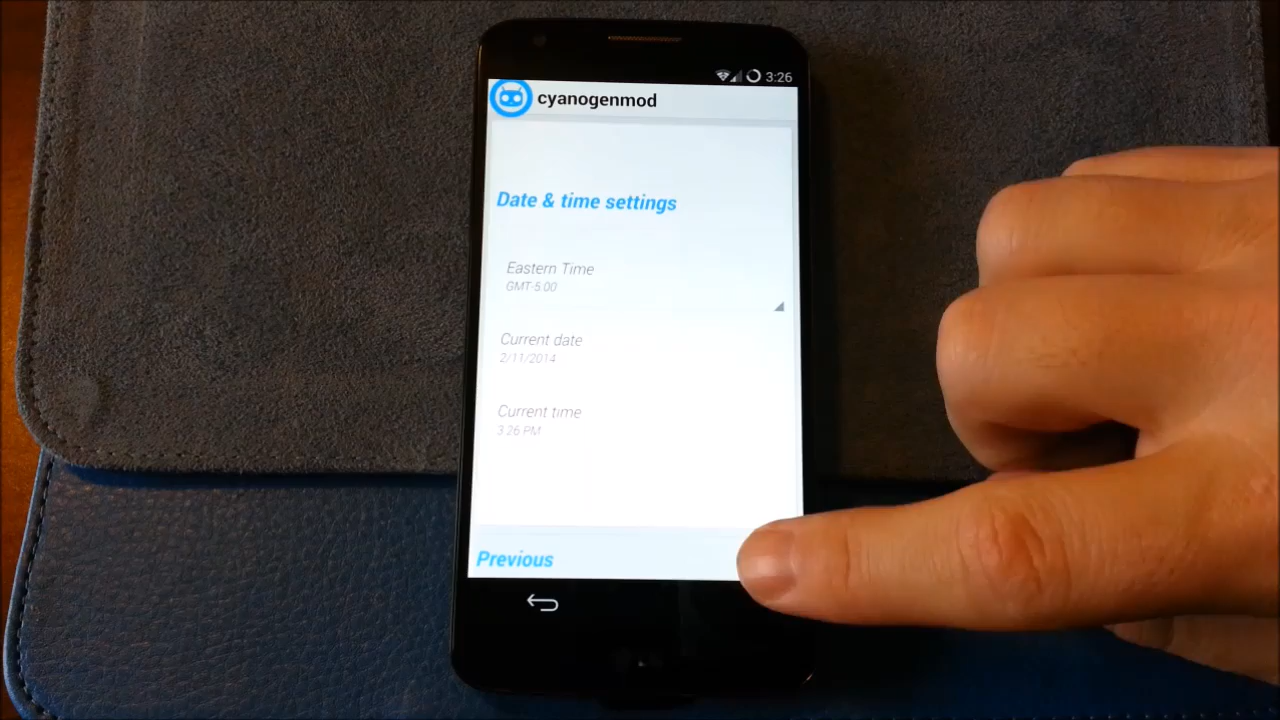 3:26
cyanogenmod
Date & time settings
Eastern Time
GMT-5:00
Current date
2/11/2014
Current time
3:26 PM
Previous